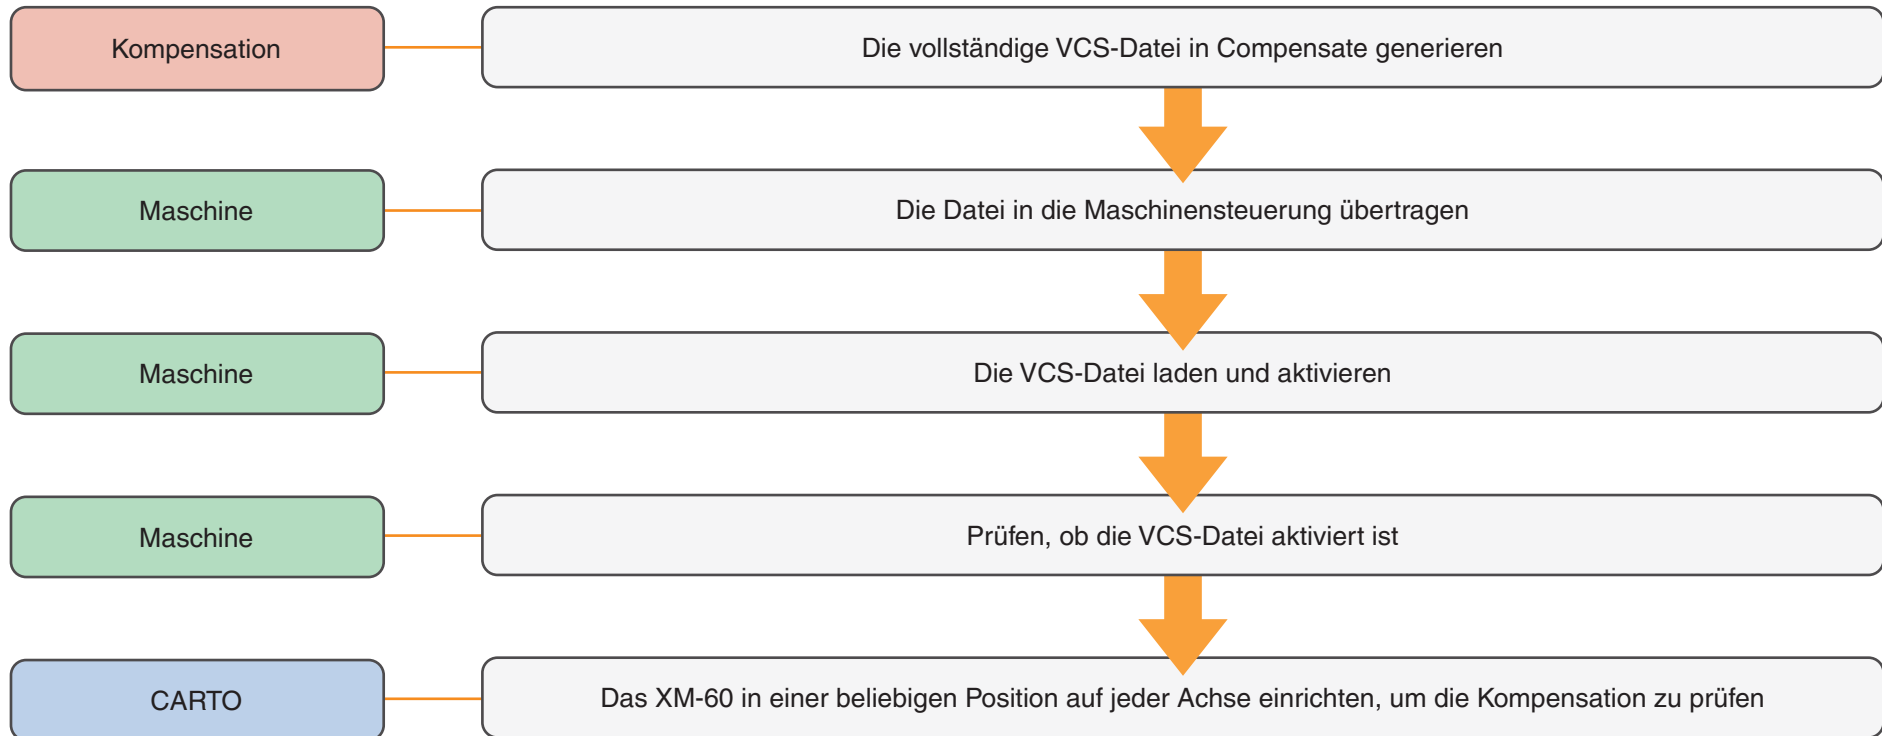 Kompensation
Die vollständige VCS-Datei in Compensate generieren
Maschine
Die Datei in die Maschinensteuerung übertragen
Maschine
Die VCS-Datei laden und aktivieren
Maschine
Prüfen, ob die VCS-Datei aktiviert ist
CARTO
Das XM-60 in einer beliebigen Position auf jeder Achse einrichten, um die Kompensation zu prüfen